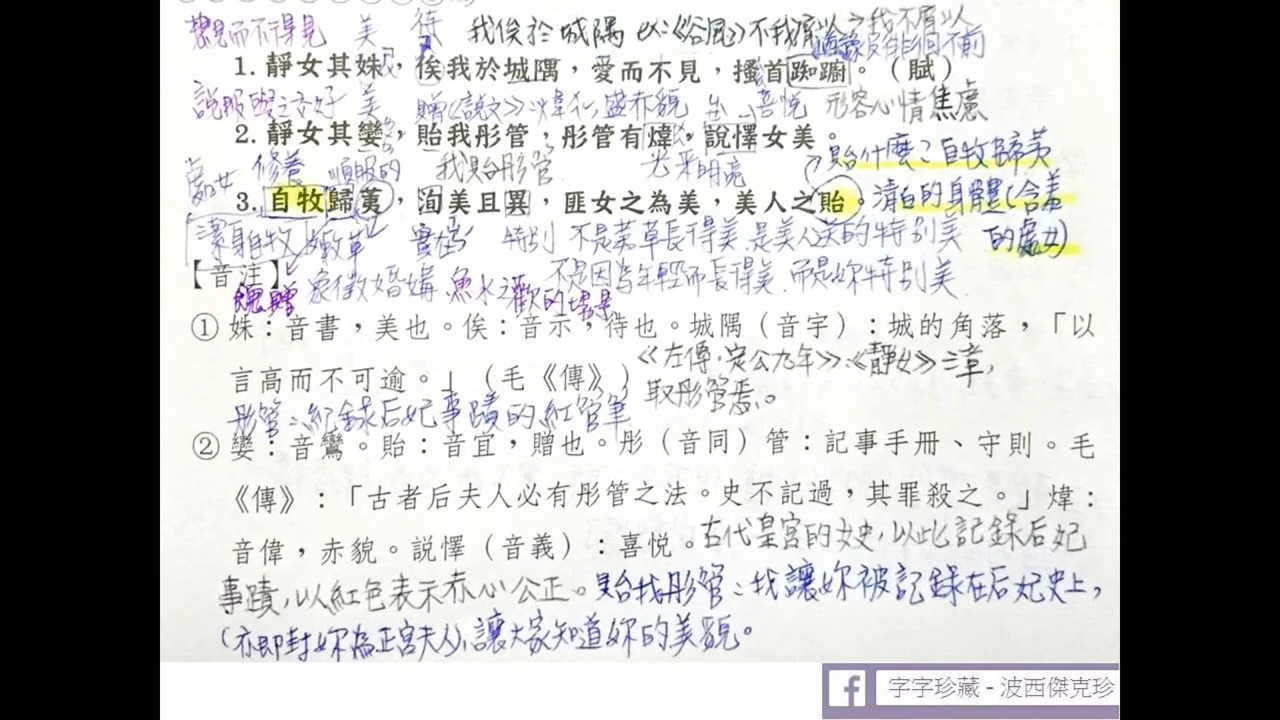 想見而不得見 美 待 我俟於城隅 《谷風》不我屑以→我不屑以
1. 靜女其姝，俟我於城隅，愛而不見，搔首踟躕。（賦）
美 贈《說文》 盛赤貌 喜悅 形容心情焦慮
2. 靜女其孌，貽我彤管，彤管有煒，說懌女美。
處女 修養 順服的 我貽彤管 光采明亮 貽什麼？自牧歸荑
3. 自牧歸荑，洵美且異，匪女之為美，美人之貽。清白的身體(含羞
潔身自牧 嫩草 實在 特別 不是荑草長得美，是美人送的特別美 的處女)
【音注】 象徵婚媾 魚水之歡的場景 不是因為年輕而長得美，而是妳特別美
① 姝：音書，美也。俟：音示，待也。城隅（音宇）：城的角落，「以
《左傳．定公九年》：《靜女》三章，
言高而不可逾。」（毛《傳》）
取彤管焉。
彤管：紀錄后妃事蹟的紅管筆
② 孌：音鸞。貽：音宜，贈也。彤（音同）管：記事手冊、守則。毛
《傳》：「古者后夫人必有彤管之法。史不記過，其罪殺之。」煒：
音偉，赤貌。說懌（音義）：喜悅。古代皇宮的女史，以此記錄后妃
事蹟，以紅色表示赤心公正。貽我彤管：我讓妳被記錄在后妃史上，
(亦即封妳為正宮夫人)，讓大家知道妳的美貌。
字字珍藏 - 波西傑克珍